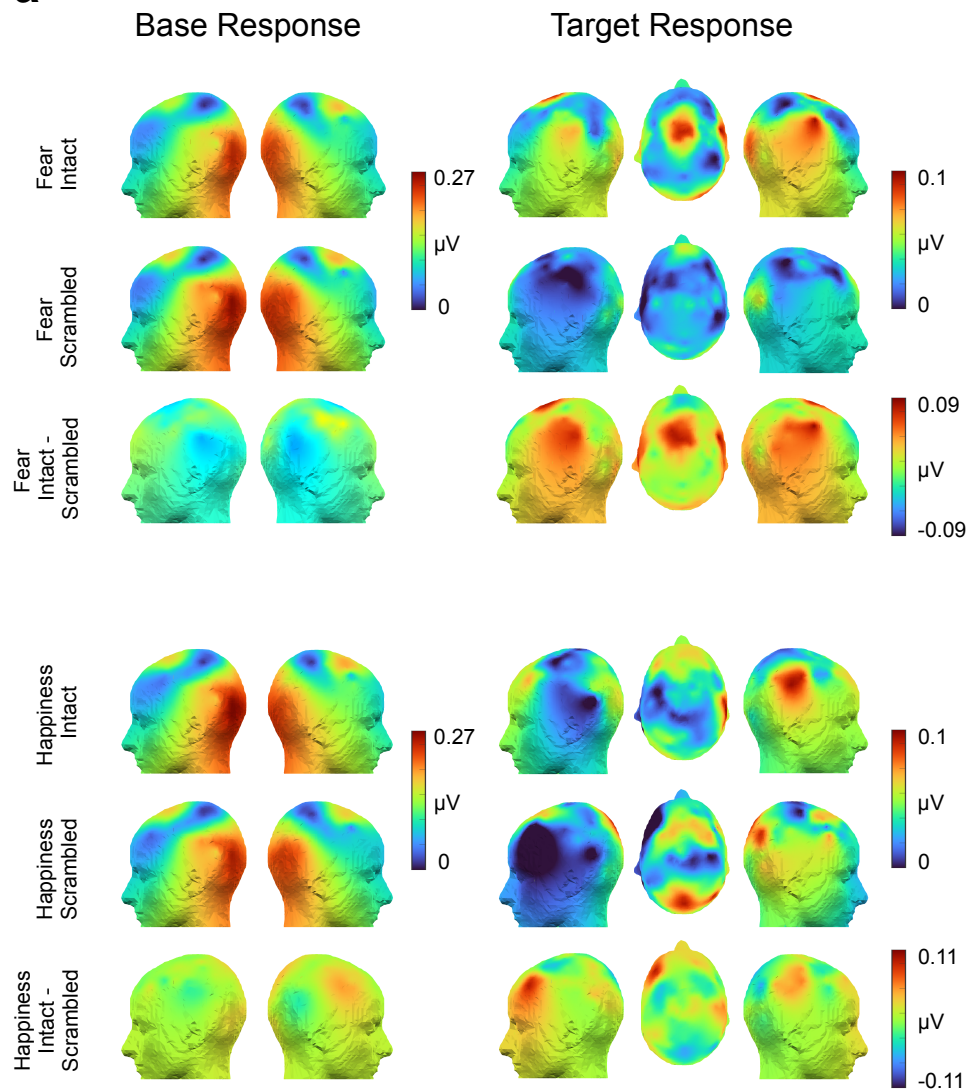 Base Response
Target Response
Fear
Intact
0.27
µV
0
0.1
µV
0
Fear
Scrambled
Fear
Intact -
Scrambled
0.09
µV
-0.09
Happiness
Intact
0.27
µV
0
0.1
µV
0
Happiness
Scrambled
Happiness
Intact -
Scrambled
0.11
µV
-0.11